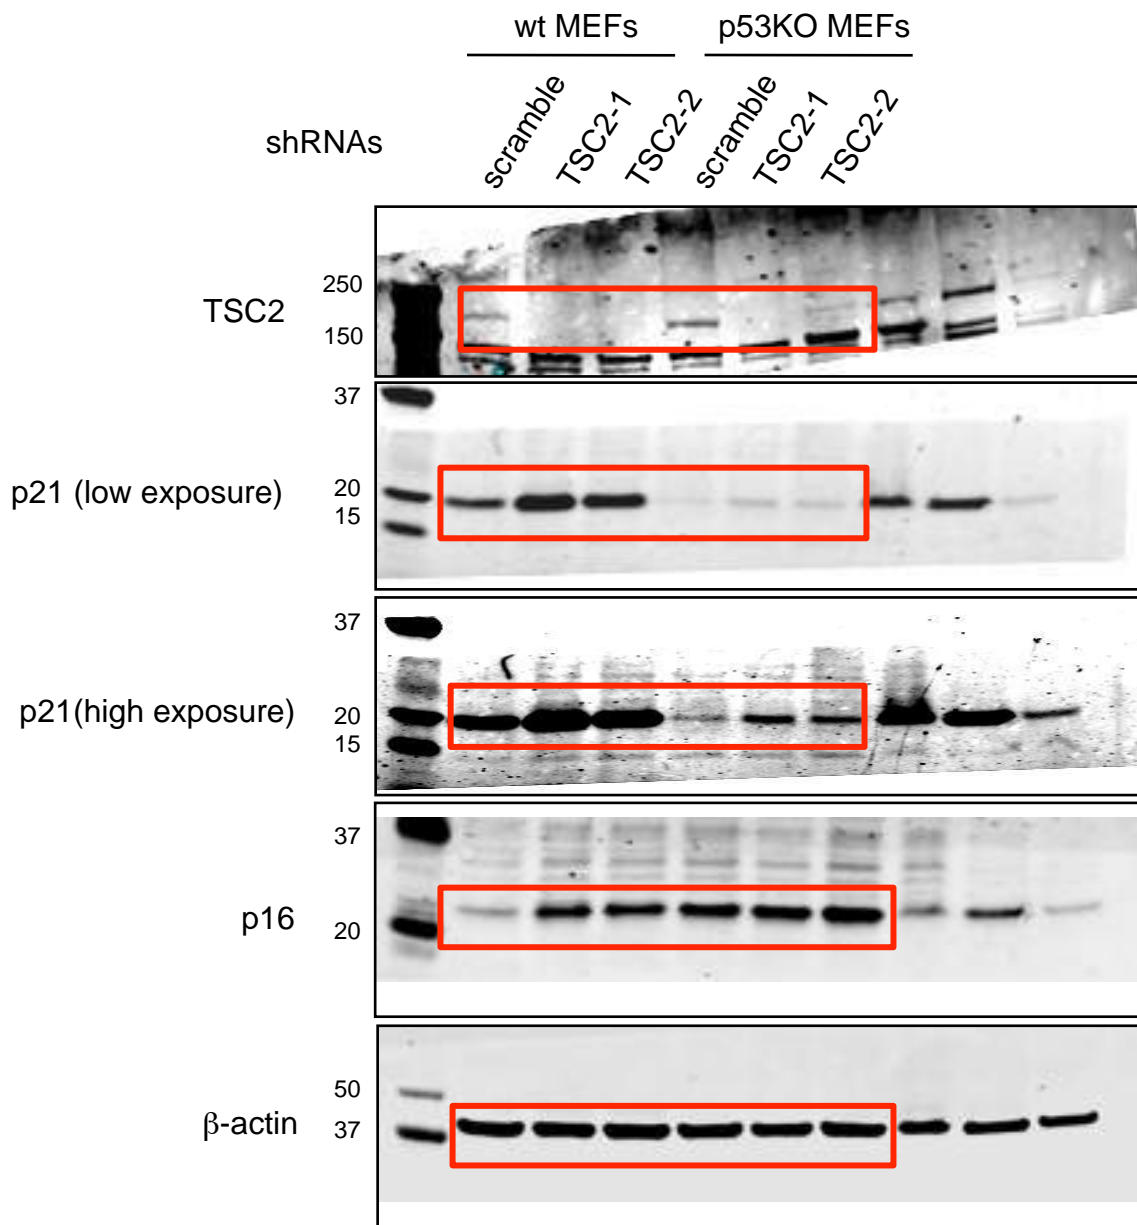 wt MEFs p53KO MEFs
shRNAs scramble TSC2-1 TSC2-2 scramble TSC2-1 TSC2-2
TSC2 250
150
37
p21 (low exposure) 20
15
37
p21(high exposure) 20
15
37
p16 20
50
β-actin 37